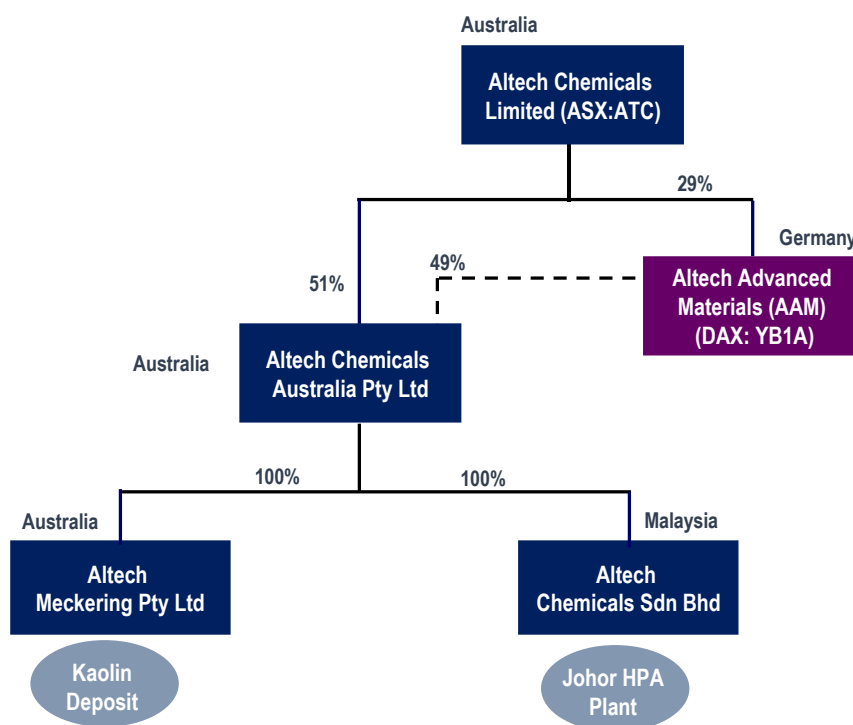 Australia
Altech Chemicals
Limited (ASX:ATC)
29%
Germany
49%
Altech Advanced
Materials (AAM)
(DAX: YB1A)
51%
Australia
Altech Chemicals
Australia Pty Ltd
100%
100%
Australia
Malaysia
Altech
Meckering Pty Ltd
Altech
Chemicals Sdn Bhd
Kaolin
Deposit
Johor HPA
Plant